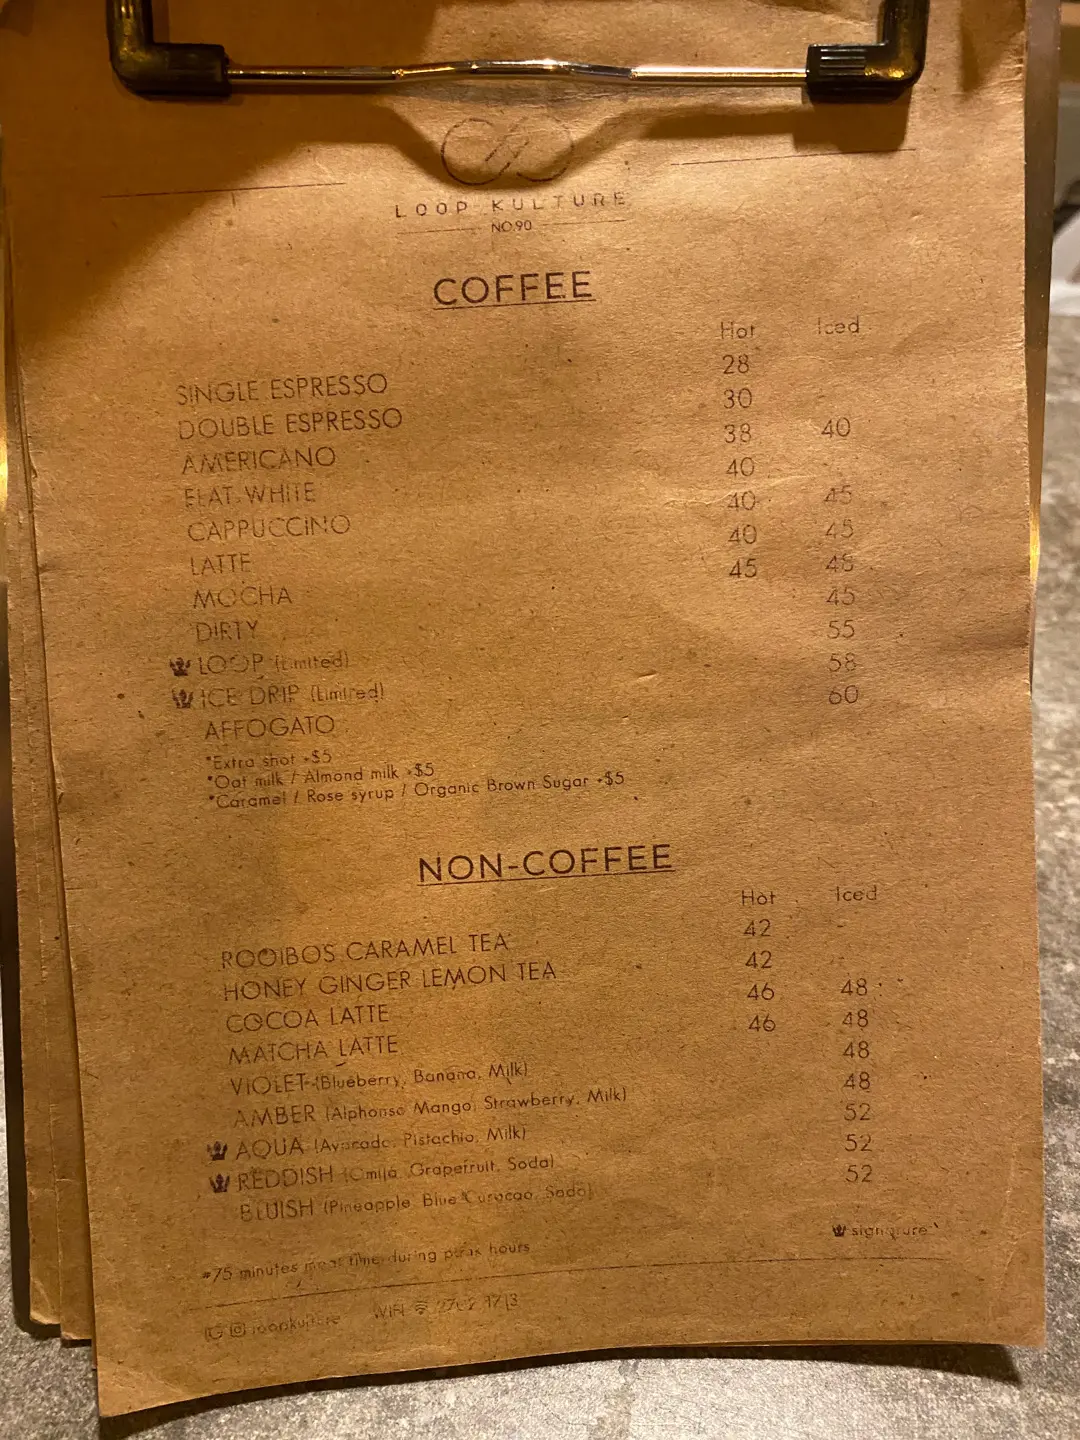 LOOP KULTURE
NO.90
COFFEE
Hot Iced
SINGLE ESPRESSO 28
DOUBLE ESPRESSO 30
AMERICANO 38 40
FLAT WHITE 40
CAPPUCCINO 40 45
LATTE 40 45
MOCHA 45 48
DIRTY 45
LOOP (Limited) 55
ICE DRIP (Limited) 58
AFFOGATO 60
*Extra shot +$5
*Oat milk / Almond milk +$5
*Caramel / Rose syrup / Organic Brown Sugar +$5
NON-COFFEE
Hot Iced
ROOIBOS CARAMEL TEA 42 -
HONEY GINGER LEMON TEA 42 -
COCOA LATTE 46 48
MATCHA LATTE 46 48
VIOLET (Blueberry, Banana, Milk) 48
AMBER (Alphonso Mango, Strawberry, Milk) 48
AQUA (Avocado, Pistachio, Milk) 52
REDDISH (Omija, Grapefruit, Soda) 52
BLUISH (Pineapple, Blue Curacao, Soda) 52
signature
*75 minutes time during peak hours
loopkulture WIFI